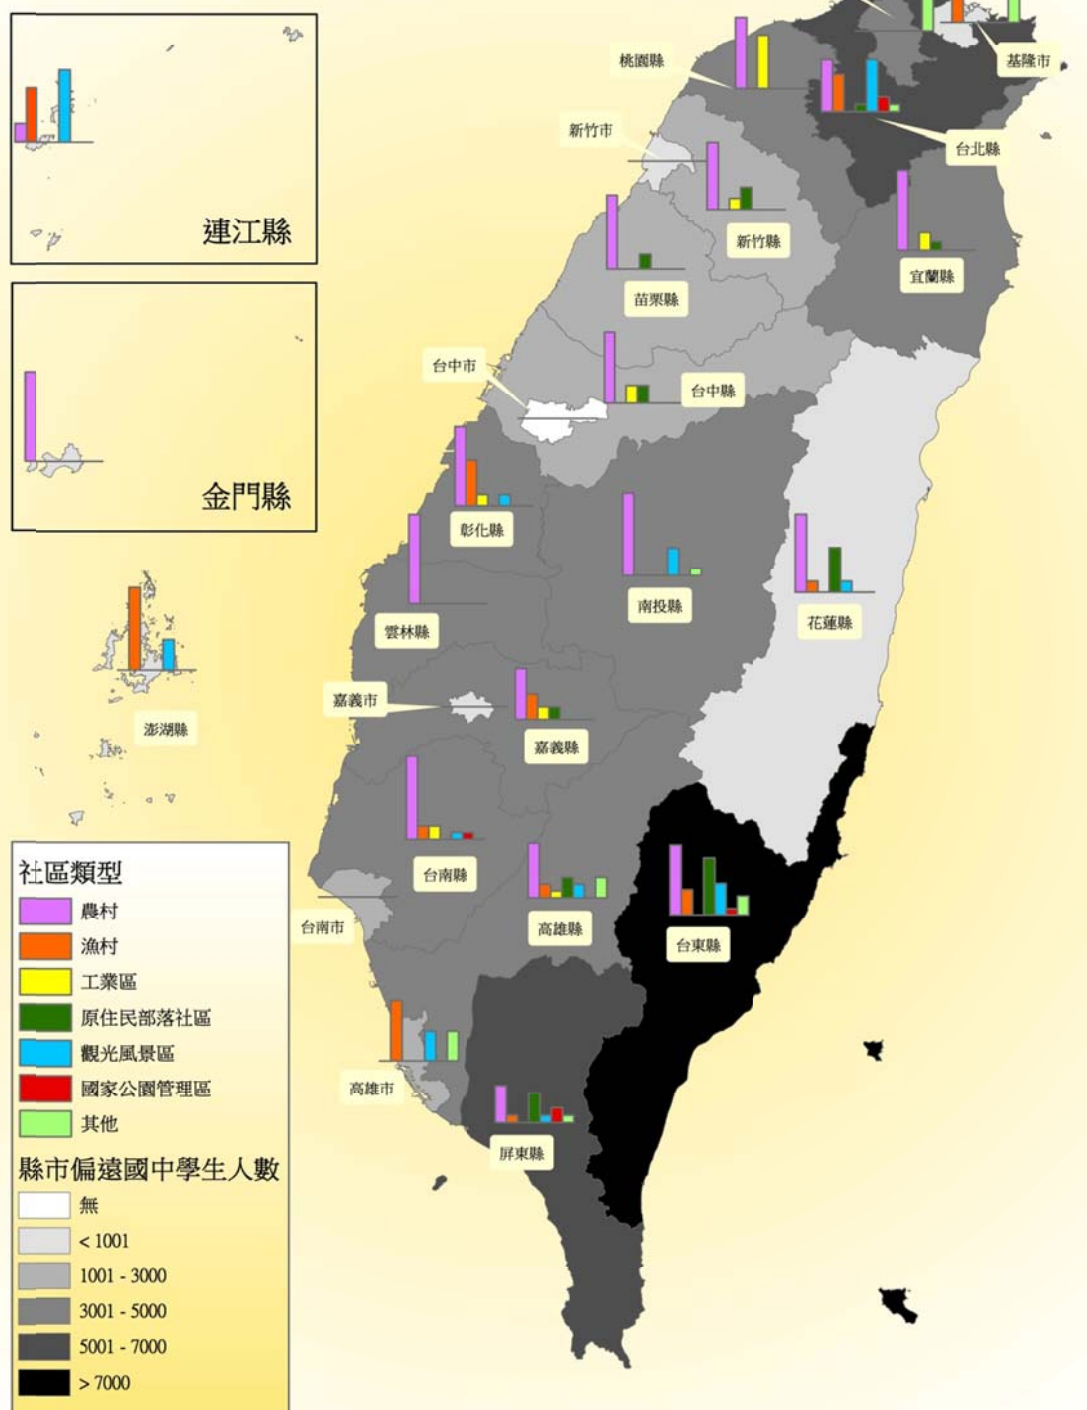 連江縣
金門縣
桃園縣
基隆市
新竹市
台北縣
新竹縣
宜蘭縣
苗栗縣
台中市
台中縣
彰化縣
南投縣
花蓮縣
雲林縣
嘉義市
澎湖縣
嘉義縣
台南縣
台南市
高雄縣
台東縣
高雄市
屏東縣
社區類型
農村
漁村
工業區
原住民部落社區
觀光風景區
國家公園管理區
其他
縣市偏遠國中學生人數
無
< 1001
1001 - 3000
3001 - 5000
5001 - 7000
> 7000